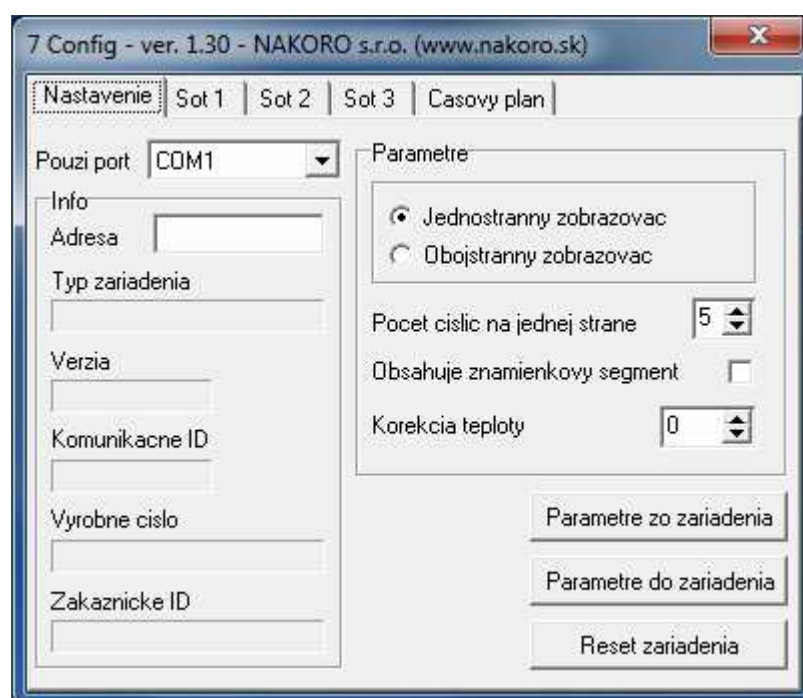 7 Config - ver. 1.30 - NAKORO s.r.o. (www.nakoro.sk)
Nastavenie Sot 1 Sot 2 Sot 3 Casovy plan
Pouzi port COM1
Info
Adresa
Typ zariadenia
Verzia
Komunikacne ID
Vyrobne cislo
Zakaznicke ID
Parametre
Jednostranny zobrazovac
Obojstranny zobrazovac
Pocet cislic na jednej strane 5
Obsahuje znamienkovy segment
Korekcia teploty 0
Parametre zo zariadenia
Parametre do zariadenia
Reset zariadenia